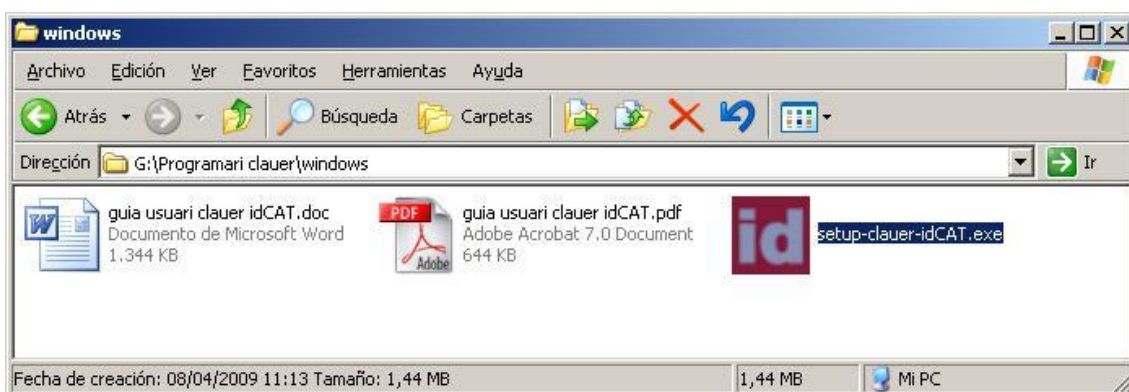 windows
Archivo Edición Ver Favoritos Herramientas Ayuda
Atrás Búsqueda Carpetas
Dirección G:\Programari clauer\windows Ir
guia usuari clauer idCAT.doc
Documento de Microsoft Word
1.344 KB
PDF
Adobe
guia usuari clauer idCAT.pdf
Adobe Acrobat 7.0 Document
644 KB
id
setup-clauer-idCAT.exe
Fecha de creación: 08/04/2009 11:13 Tamaño: 1,44 MB 1,44 MB Mi PC